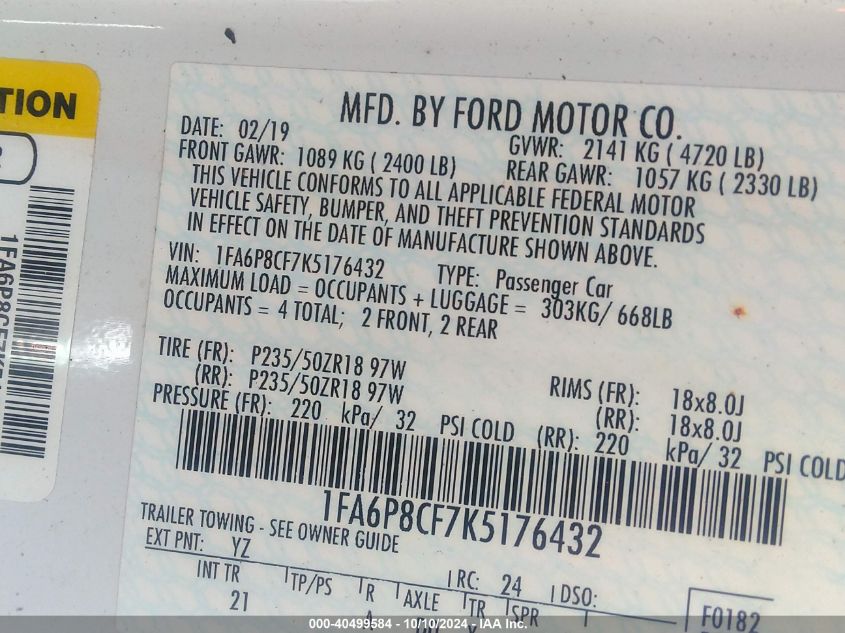 TION
1FA6P8CF7K51
MFD. BY FORD MOTOR CO.
DATE: 02/19 GVWR: 2141 KG ( 4720 LB)
FRONT GAWR: 1089 KG ( 2400 LB) REAR GAWR: 1057 KG ( 2330 LB)
THIS VEHICLE CONFORMS TO ALL APPLICABLE FEDERAL MOTOR
VEHICLE SAFETY, BUMPER, AND THEFT PREVENTION STANDARDS
IN EFFECT ON THE DATE OF MANUFACTURE SHOWN ABOVE.
VIN: 1FA6P8CF7K5176432 TYPE: Passenger Car
MAXIMUM LOAD = OCCUPANTS + LUGGAGE = 303KG/ 668LB
OCCUPANTS = 4 TOTAL; 2 FRONT, 2 REAR
TIRE (FR): P235/50ZR18 97W RIMS (FR): 18x8.0J
(RR): P235/50ZR18 97W (RR): 18x8.0J
PRESSURE (FR): 220 kPa/ 32 PSI COLD (RR): 220 kPa/ 32 PSI COLD
1FA6P8CF7K5176432
TRAILER TOWING - SEE OWNER GUIDE
EXT PNT: YZ RC: 24 DSO:
INT TR TP/PS R AXLE TR SPR F0182
21
000-40499584 - 10/10/2024 - IAA Inc.